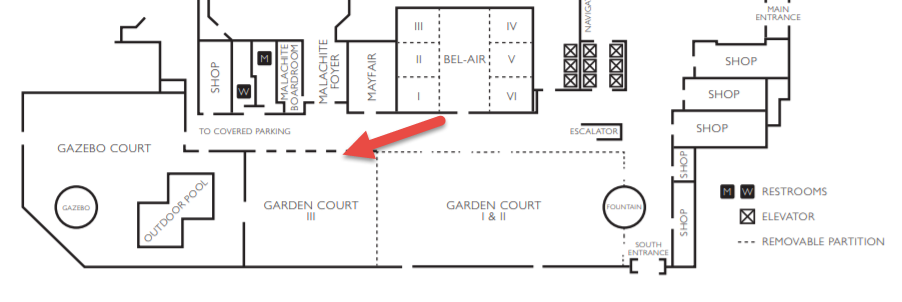 MAIN
ENTRANCE
NAVIGA
III
IV
SHOP
M
MALACHITE
BOARDROOM
MALACHITE
FOYER
MAYFAIR
II
BEL-AIR
V
SHOP
W
I
VI
SHOP
TO COVERED PARKING
ESCALATOR
SHOP
GAZEBO COURT
SHOP
M W RESTROOMS
GAZEBO
OUTDOOR POOL
GARDEN COURT
III
GARDEN COURT
I & II
FOUNTAIN
SHOP
ELEVATOR
SOUTH
ENTRANCE
REMOVABLE PARTITION